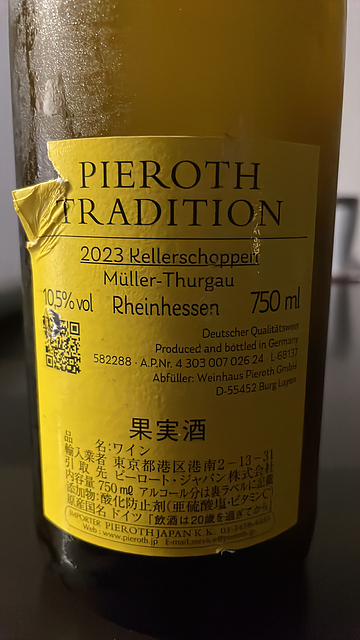 PIEROTH
TRADITION
2023 Kellerschoppen
Müller-Thurgau
10,5% vol Rheinhessen 750 ml
Deutscher Qualitätswein
Produced and bottled in Germany
582288 · A.P.Nr. 4 303 007 026 24 L-68137
Abfüller: Weinhaus Pieroth GmbH
D-55452 Burg Layen
果実酒
品 名:ワイン
輸入業者 東京都港区港南2-13-31
引取先 ピーロート・ジャパン株式会社
内容量 750㎖ アルコール分は裏ラベルに記載
添加物:酸化防止剤(亜硫酸塩・ビタミンC)
原産国名 ドイツ「飲酒は20歳を過ぎてから
IMPORTER PIEROTH JAPAN K.K.
Web : www.pieroth.jp E-mail